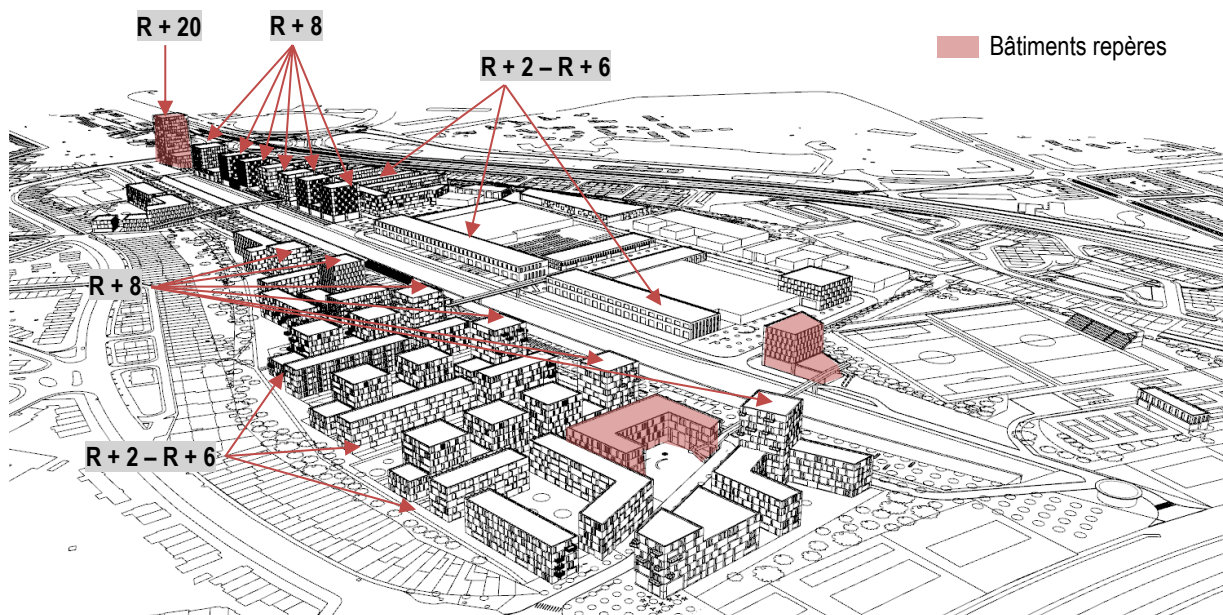 R + 20
R + 8
R + 2 – R + 6
Bâtiments repères
R + 8
R + 2 – R + 6